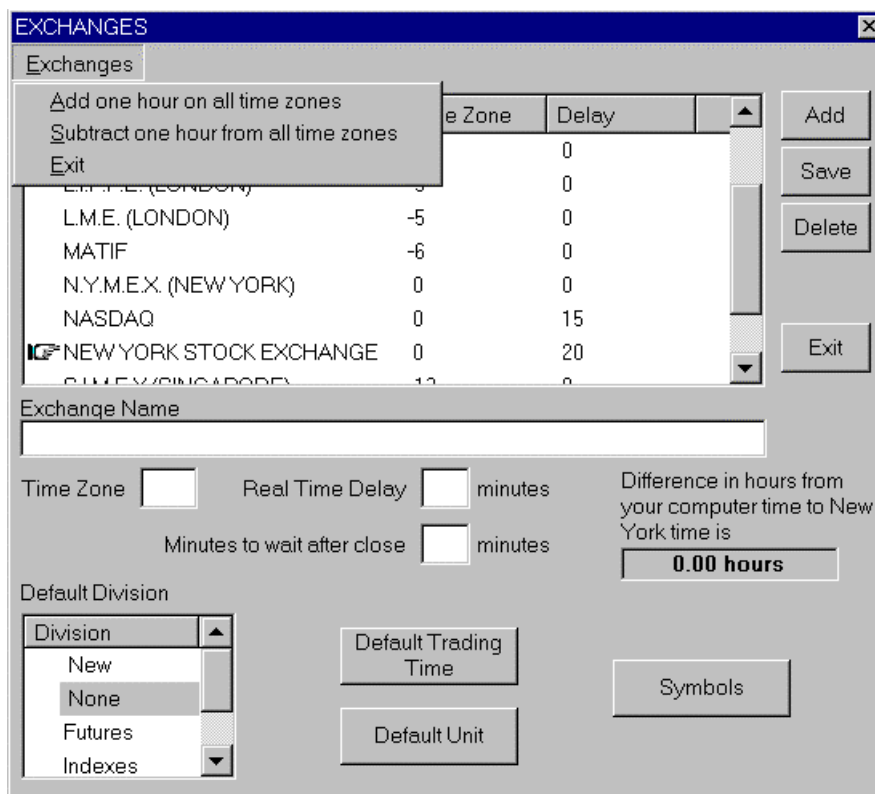 EXCHANGES
Exchanges
Add one hour on all time zones
Subtract one hour from all time zones
Exit
e Zone Delay
0
0
L.M.E. (LONDON) -5 0
MATIF -6 0
N.Y.M.E.X. (NEW YORK) 0 0
NASDAQ 0 15
NEW YORK STOCK EXCHANGE 0 20
Add
Save
Delete
Exit
Exchange Name
Time Zone Real Time Delay minutes
Minutes to wait after close minutes
Difference in hours from
your computer time to New
York time is
0.00 hours
Default Division
Division
New
None
Futures
Indexes
Default Trading
Time
Default Unit
Symbols